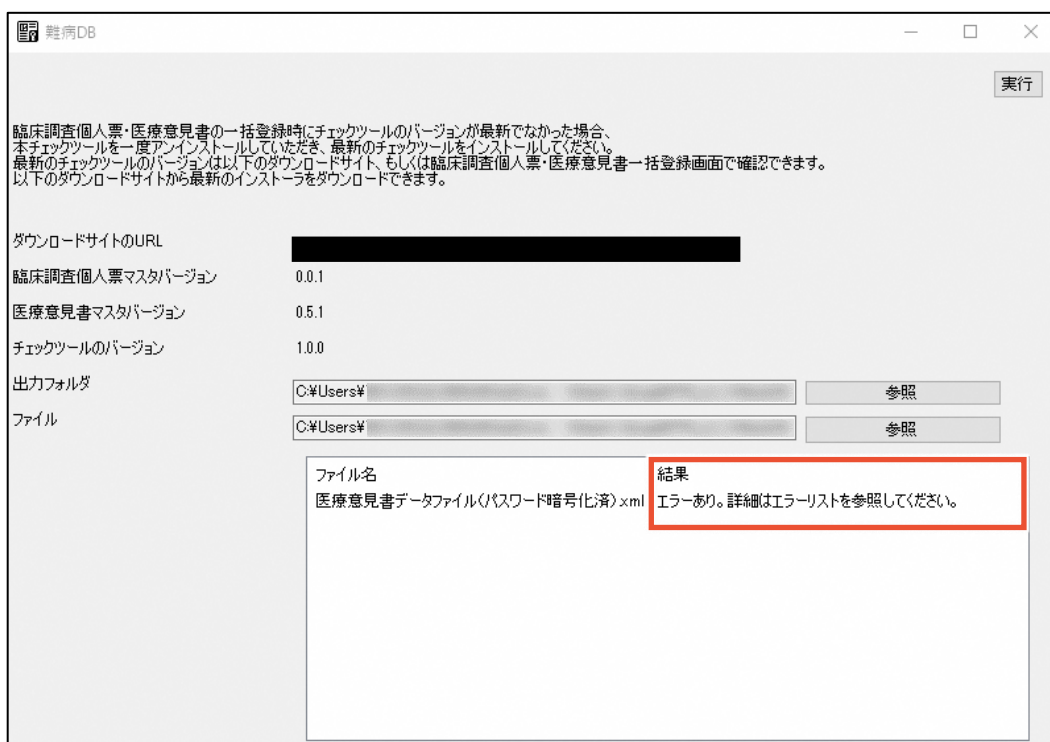 難病DB
実行
臨床調査個人票・医療意見書の一括登録時にチェックツールのバージョンが最新でなかった場合、
本チェックツールを一度アンインストールしていただき、最新のチェックツールをインストールしてください。
最新のチェックツールのバージョンは以下のダウンロードサイト、もしくは臨床調査個人票・医療意見書一括登録画面で確認できます。
以下のダウンロードサイトから最新のインストーラをダウンロードできます。
ダウンロードサイトのURL
臨床調査個人票マスタバージョン 0.0.1
医療意見書マスタバージョン 0.5.1
チェックツールのバージョン 1.0.0
出力フォルダ C:¥Users¥ 参照
ファイル C:¥Users¥ 参照
ファイル名 結果
医療意見書データファイル(パスワード暗号化済).xml エラーあり。詳細はエラーリストを参照してください。